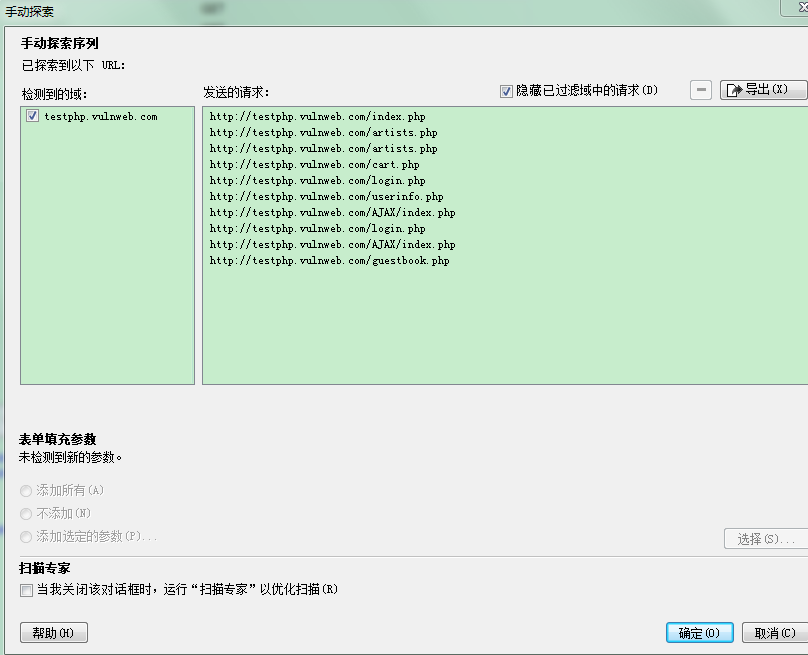 手动探索
手动探索序列
已探索到以下 URL:
检测到的域:
发送的请求:
隐藏已过滤域中的请求(D)
导出(X)
testphp.vulnweb.com
http://testphp.vulnweb.com/index.php
http://testphp.vulnweb.com/artists.php
http://testphp.vulnweb.com/artists.php
http://testphp.vulnweb.com/cart.php
http://testphp.vulnweb.com/login.php
http://testphp.vulnweb.com/userinfo.php
http://testphp.vulnweb.com/AJAX/index.php
http://testphp.vulnweb.com/login.php
http://testphp.vulnweb.com/AJAX/index.php
http://testphp.vulnweb.com/guestbook.php
表单填充参数
未检测到新的参数。
添加所有(A)
不添加(N)
添加选定的参数(P)...
选择(S)...
扫描专家
当我关闭该对话框时，运行“扫描专家”以优化扫描(R)
帮助(H)
确定(O)
取消(C)